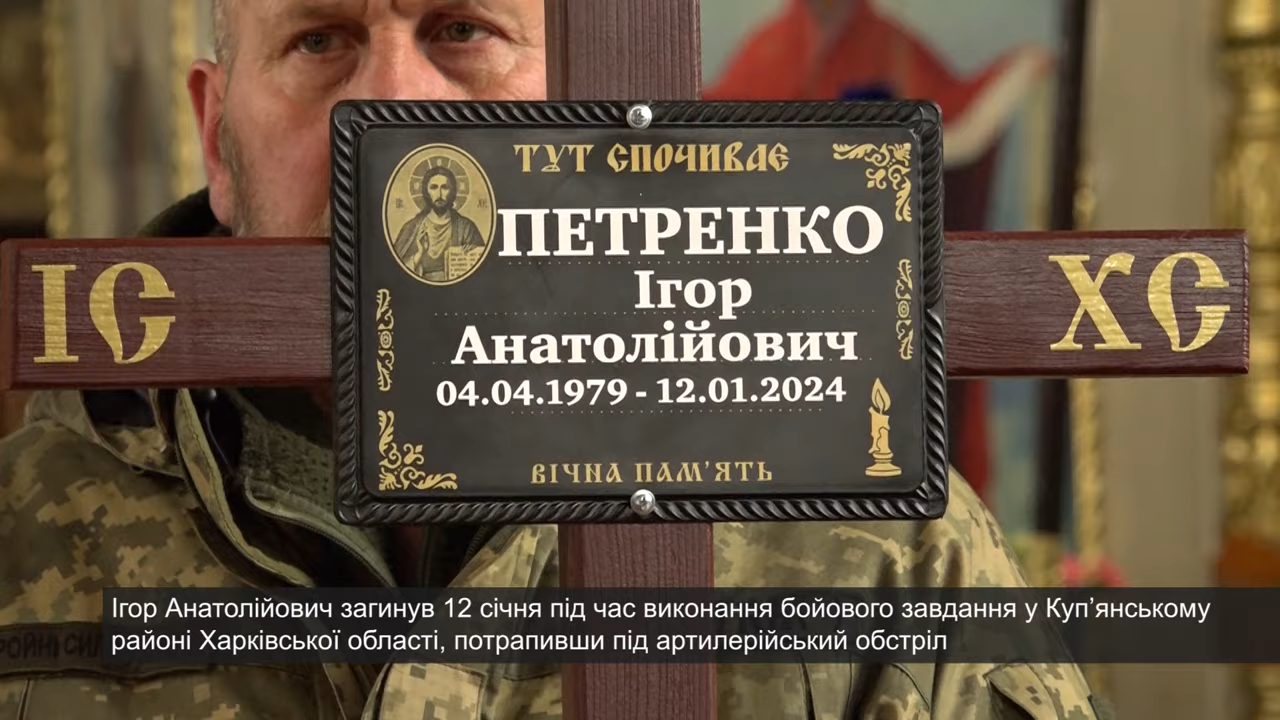 ТУТ СПОЧИВАЄ
ПЕТРЕНКО
Ігор
Анатолійович
04.04.1979 - 12.01.2024
ВІЧНА ПАМ’ЯТЬ
ІС ХС
Ігор Анатолійович загинув 12 січня під час виконання бойового завдання у Куп’янському
районі Харківської області, потрапивши під артилерійський обстріл